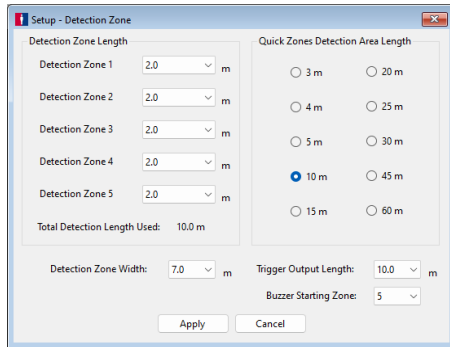 Setup - Detection Zone
Detection Zone Length
Detection Zone 1 2.0 m
Detection Zone 2 2.0 m
Detection Zone 3 2.0 m
Detection Zone 4 2.0 m
Detection Zone 5 2.0 m
Total Detection Length Used: 10.0 m
Quick Zones Detection Area Length
3 m 20 m
4 m 25 m
5 m 30 m
10 m 45 m
15 m 60 m
Detection Zone Width: 7.0 m
Trigger Output Length: 10.0 m
Buzzer Starting Zone: 5
Apply Cancel